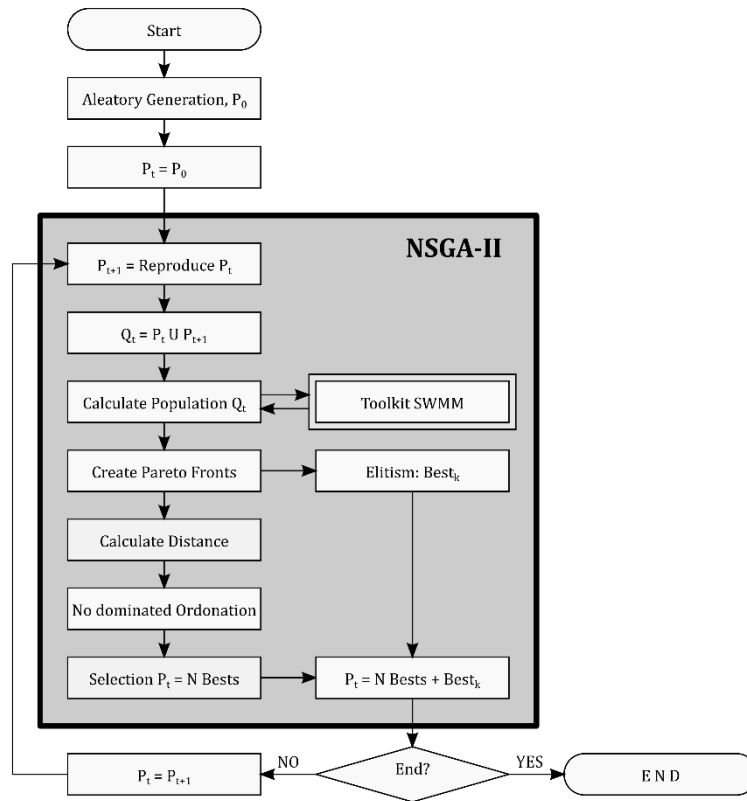 Start
Aleatory Generation, P₀
Pₜ = P₀
NSGA-II
Pₜ₊₁ = Reproduce Pₜ
Qₜ = Pₜ U Pₜ₊₁
Calculate Population Qₜ
Toolkit SWMM
Create Pareto Fronts
Elitism: Bestₖ
Calculate Distance
No dominated Ordonation
Selection Pₜ = N Bests
Pₜ = N Bests + Bestₖ
Pₜ = Pₜ₊₁
NO
End?
YES
E N D